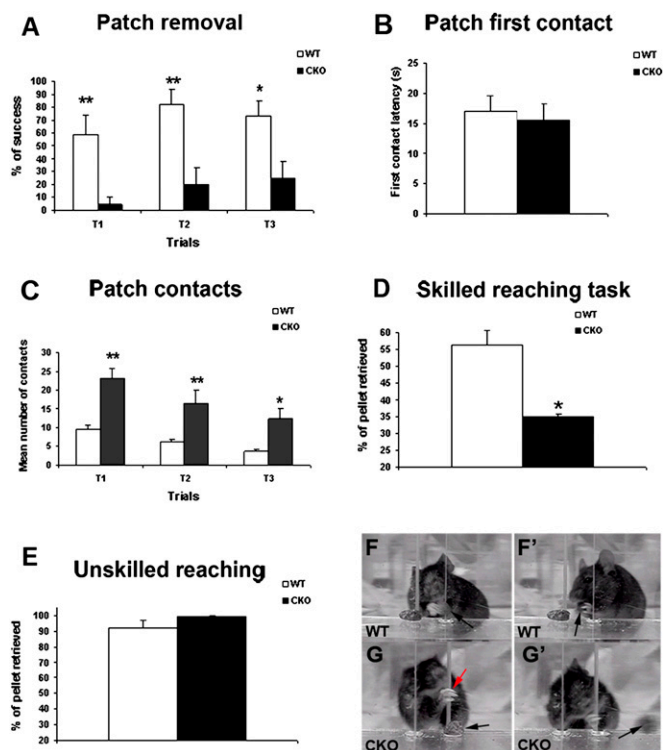 A
Patch removal
WT
CKO
% of success
100
90
80
70
60
50
40
30
20
10
0
**
**
*
T1
T2
T3
Trials
B
Patch first contact
WT
CKO
First contact latency (s)
25
20
15
10
5
0
C
Patch contacts
WT
CKO
Mean number of contacts
30
25
20
15
10
5
0
**
**
*
T1
T2
T3
Trials
D
Skilled reaching task
WT
CKO
% of pellet retrieved
60
55
50
45
40
35
30
25
20
*
E
Unskilled reaching
WT
CKO
% of pellet retrieved
100
90
80
70
60
50
40
30
20
F
WT
F'
WT
G
CKO
G'
CKO